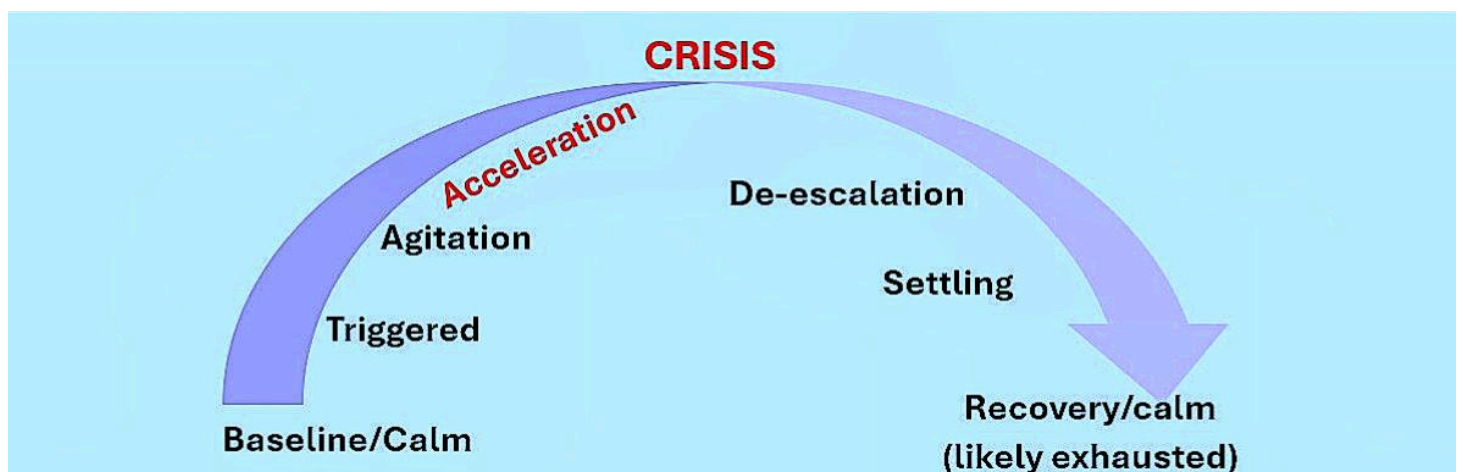 CRISIS
Acceleration
Agitation
Triggered
Baseline/Calm
De-escalation
Settling
Recovery/calm
(likely exhausted)